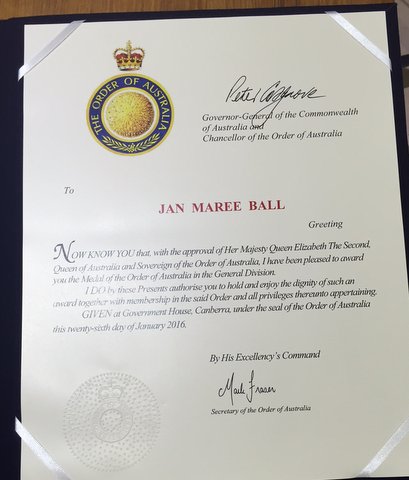 THE ORDER OF AUSTRALIA
Peter Cosgrove
Governor-General of the Commonwealth
of Australia and
Chancellor of the Order of Australia
To
JAN MAREE BALL
Greeting
NOW KNOW YOU that, with the approval of Her Majesty Queen Elizabeth The Second,
Queen of Australia and Sovereign of the Order of Australia, I have been pleased to award
you the Medal of the Order of Australia in the General Division.
I DO by these Presents authorise you to hold and enjoy the dignity of such an
award together with membership in the said Order and all privileges thereunto appertaining.
GIVEN at Government House, Canberra, under the seal of the Order of Australia
this twenty-sixth day of January 2016.
By His Excellency's Command
Mark Fraser
Secretary of the Order of Australia